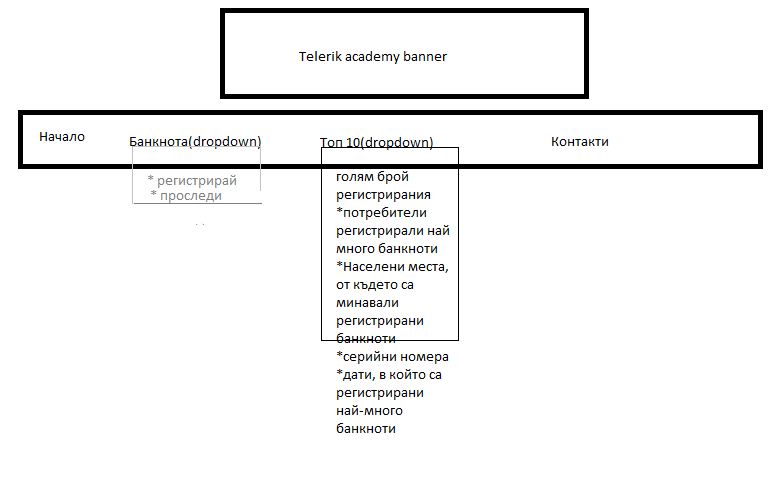 Telerik academy banner
Начало
Банкнота(dropdown)
Топ 10(dropdown)
Контакти
* регистрирай
* проследи
голям брой
регистрирания
*потребители
регистрирали най
много банкноти
*Населени места,
от където са
минавали
регистрирани
банкноти
*серийни номера
*дати, в който са
регистрирани
най-много
банкноти